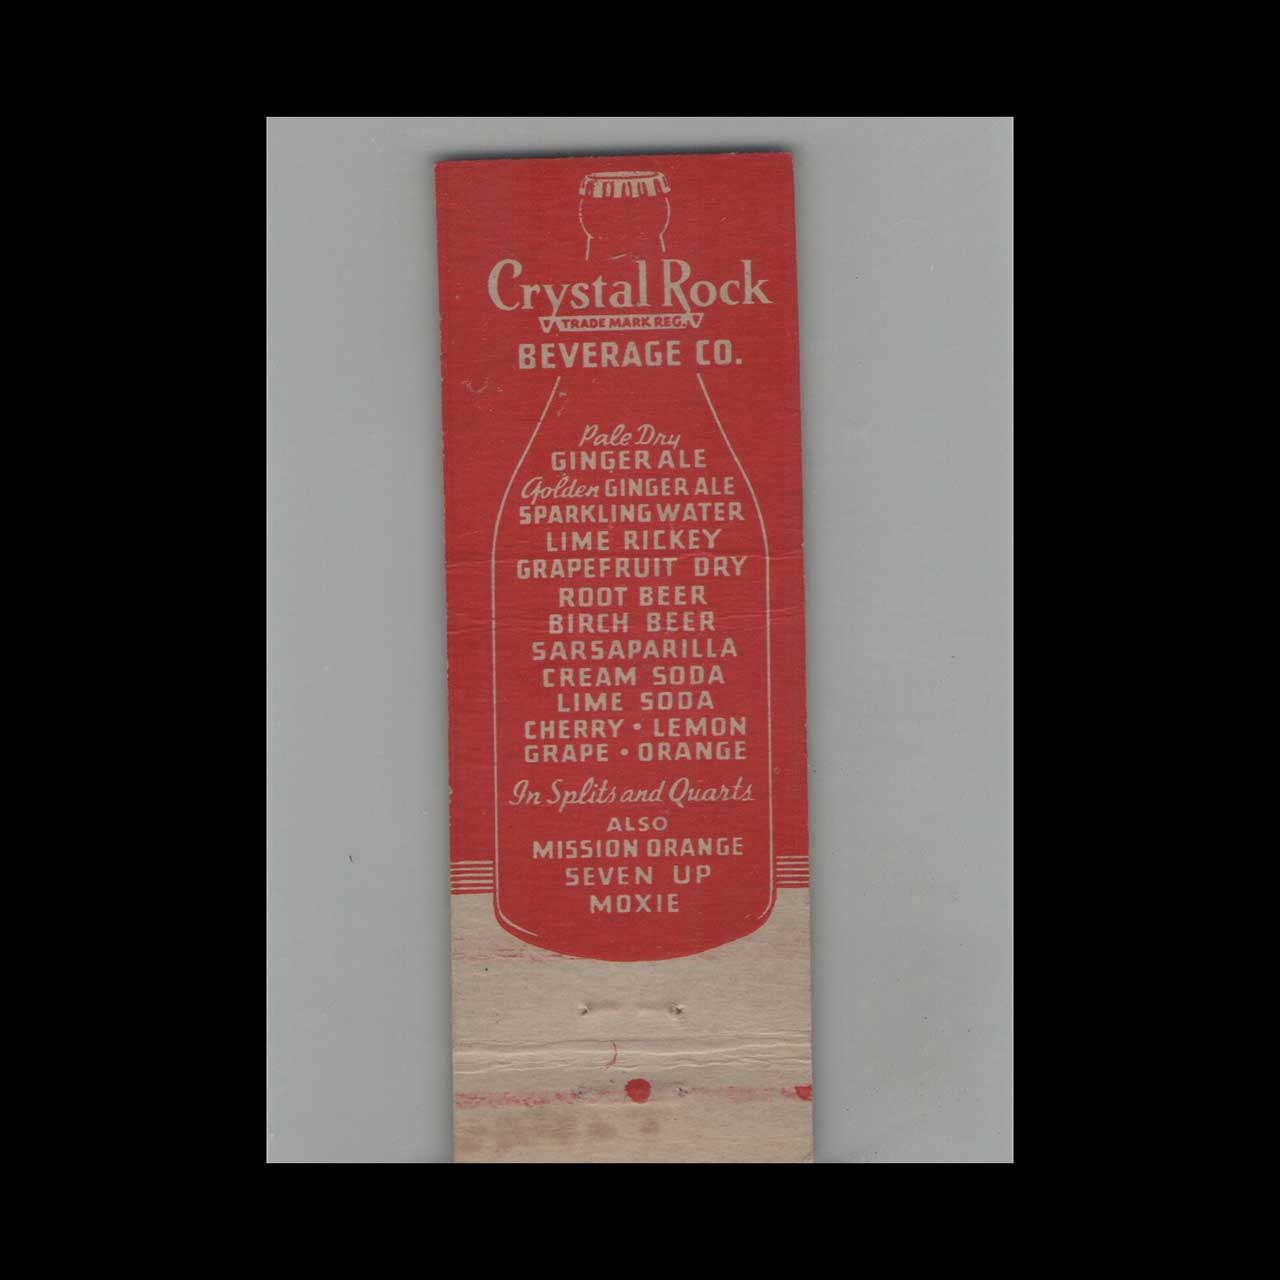 Crystal Rock
TRADE MARK REG.
BEVERAGE CO.
Pale Dry
GINGER ALE
Golden GINGER ALE
SPARKLING WATER
LIME RICKEY
GRAPEFRUIT DRY
ROOT BEER
BIRCH BEER
SARSAPARILLA
CREAM SODA
LIME SODA
CHERRY • LEMON
GRAPE • ORANGE
In Splits and Quarts
ALSO
MISSION ORANGE
SEVEN UP
MOXIE